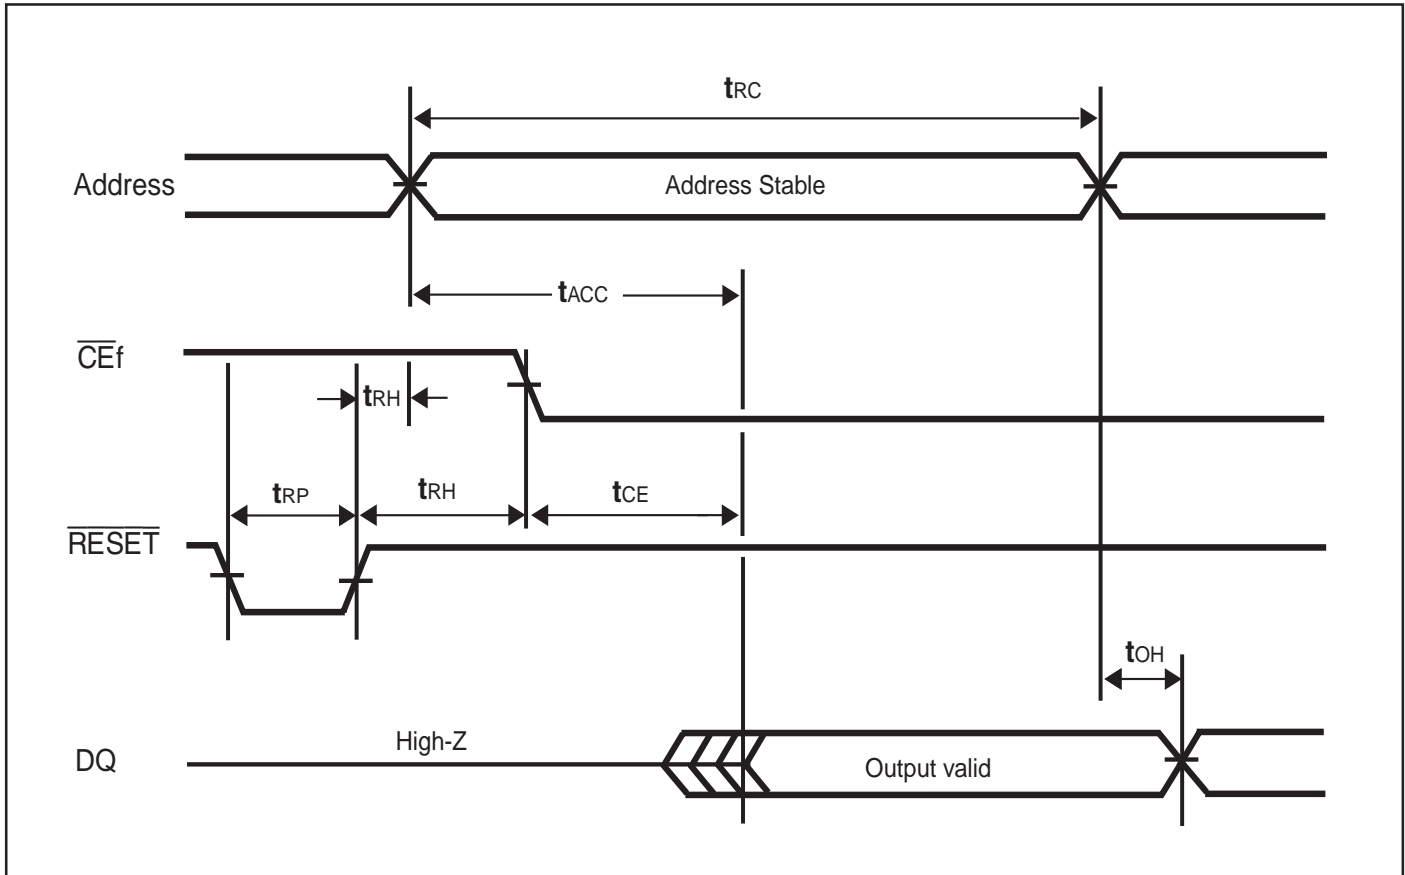 tRC
Address
Address Stable
tACC
CEf
tRH
tRP
tRH
tCE
RESET
tOH
High-Z
DQ
Output valid